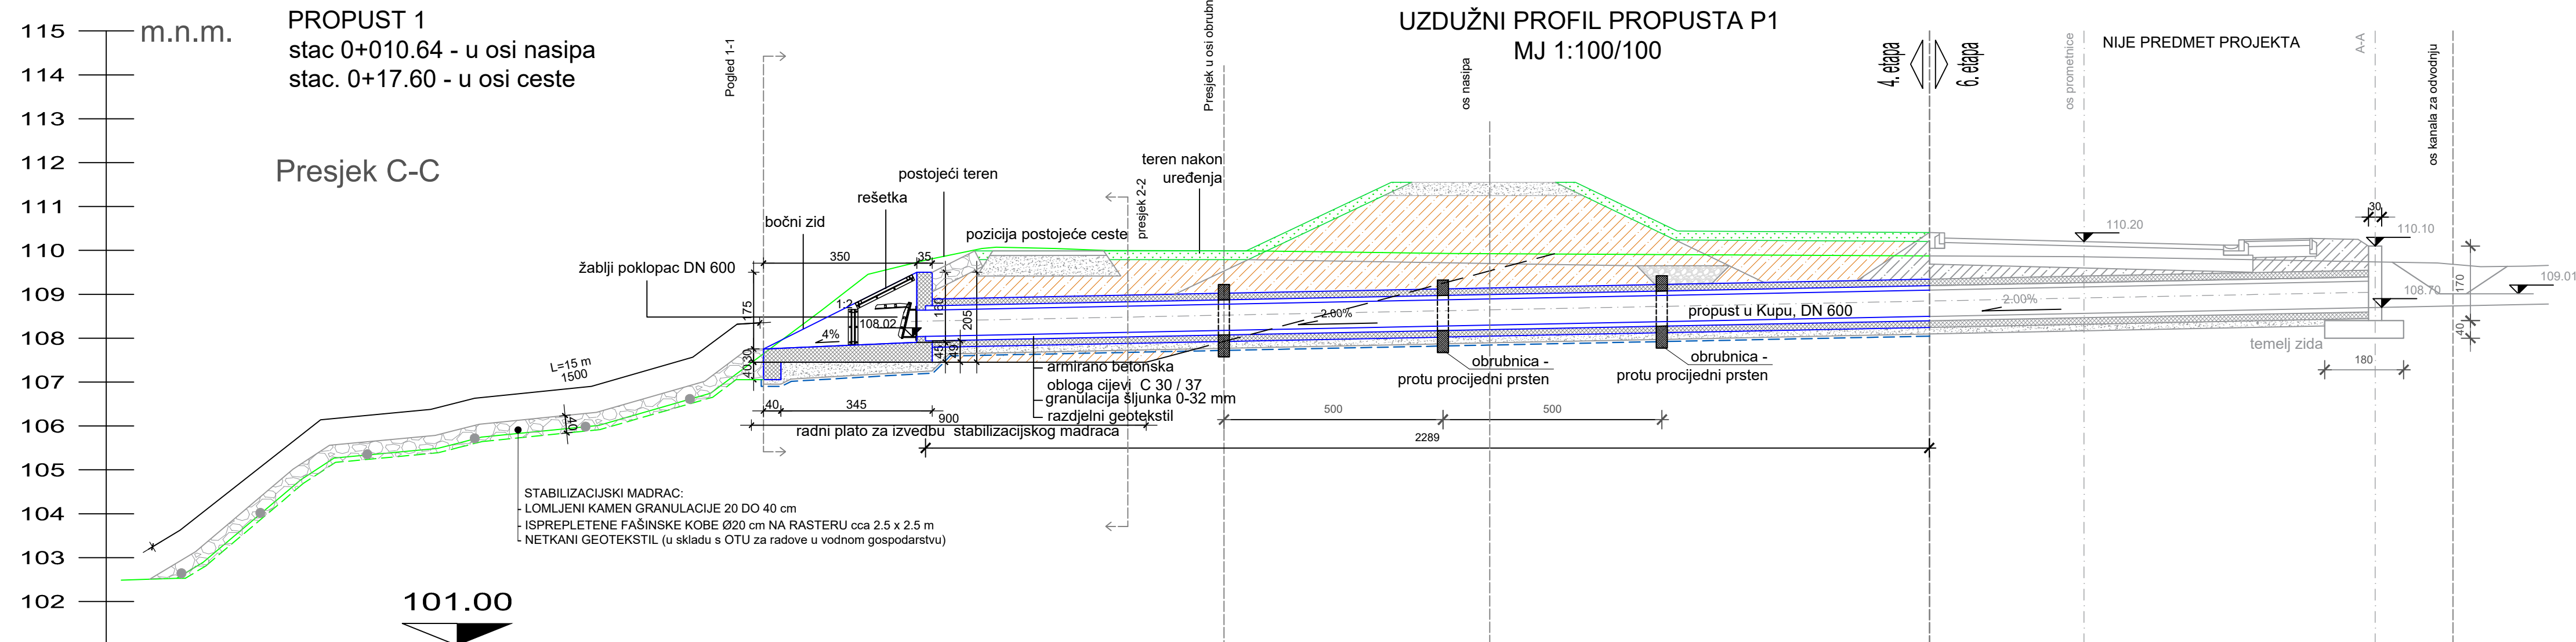 PROPUST 1
stac 0+010.64 - u osi nasipa
stac. 0+17.60 - u osi ceste
UZDUŽNI PROFIL PROPUSTA P1
MJ 1:100/100
m.n.m.
115
114
113
112
111
110
109
108
107
106
105
104
103
102
Presjek C-C
101.00
Pogled 1-1
presjek 2-2
Presjek u osi
os nasipa
4. etapa
6. etapa
os prometnice
NIJE PREDMET PROJEKTA
A-A
os kanala za odvodnju
postojeći teren
teren nakon
uređenja
rešetka
bočni zid
pozicija postojeće ceste
žablji poklopac DN 600
350
35
175
30
40
1:2
4%
108.02
180
205
45
49
40
345
900
radni plato za izvedbu stabilizacijskog madraca
armirano betonska
obloga cijevi C 30 / 37
granulacija šljunka 0-32 mm
razdjelni geotekstil
2.00%
propust u Kupu, DN 600
obrubnica -
protu procijedni prsten
obrubnica -
protu procijedni prsten
500
500
2289
2.00%
110.20
30
110.10
109.01
108.70
170
40
temelj zida
180
L=15 m
1500
40
STABILIZACIJSKI MADRAC:
- LOMLJENI KAMEN GRANULACIJE 20 DO 40 cm
- ISPREPLETENE FAŠINSKE KOBE Ø20 cm NA RASTERU cca 2.5 x 2.5 m
- NETKANI GEOTEKSTIL (u skladu s OTU za radove u vodnom gospodarstvu)